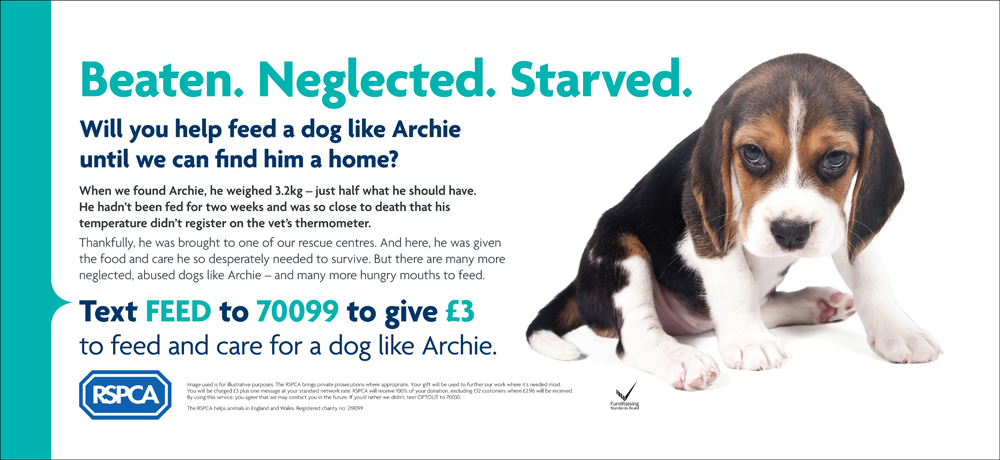 Beaten. Neglected. Starved.
Will you help feed a dog like Archie
until we can find him a home?
When we found Archie, he weighed 3.2kg – just half what he should have.
He hadn't been fed for two weeks and was so close to death that his
temperature didn't register on the vet's thermometer.
Thankfully, he was brought to one of our rescue centres. And here, he was given
the food and care he so desperately needed to survive. But there are many more
neglected, abused dogs like Archie – and many more hungry mouths to feed.
Text FEED to 70099 to give £3
to feed and care for a dog like Archie.
RSPCA
Image used is for illustrative purposes. The RSPCA brings private prosecutions where appropriate. Your gift will be used to further our work where it's needed most.
You will be charged £3 plus one message at your standard network rate. RSPCA will receive 100% of your donation, excluding O2 customers where £2.96 will be received.
By using this service, you agree that we may contact you in the future. If you'd rather we didn't, text OPTOUT to 70030.
The RSPCA helps animals in England and Wales. Registered charity no: 219099
FundRaising
Standards Board